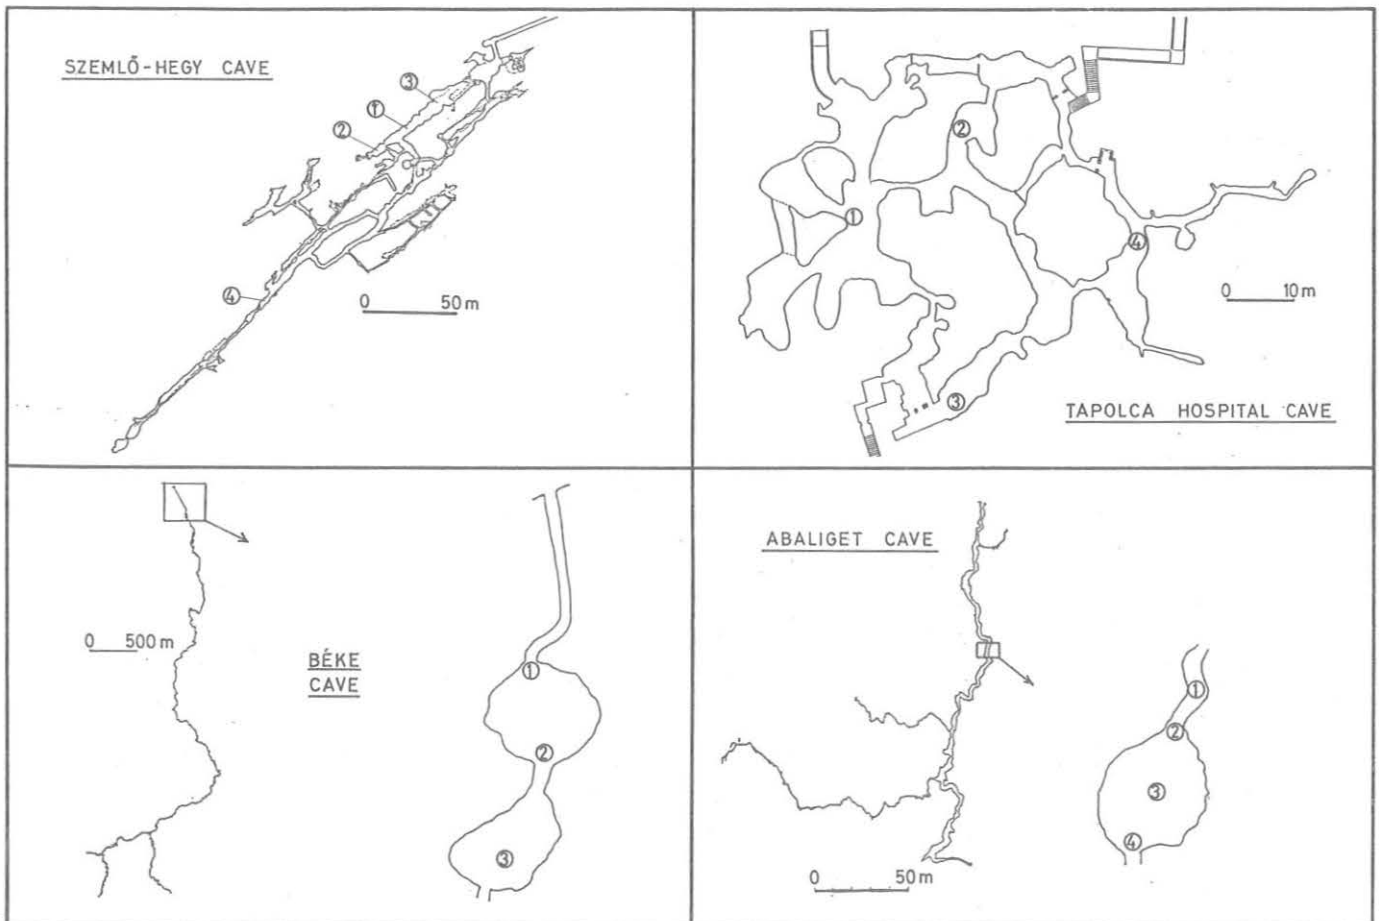 SZEMLŐ-HEGY CAVE
③
①
②
④
0 50 m
②
①
④
0 10 m
③
TAPOLCA HOSPITAL CAVE
0 500 m
BÉKE
CAVE
①
②
③
ABALIGET CAVE
①
②
③
④
0 50 m